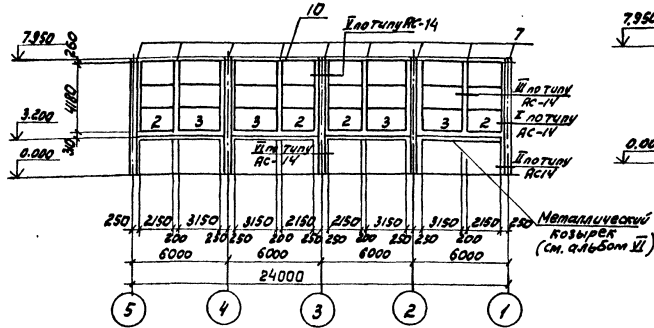 10
V по типу АС-14
7
7.950
260
4180
3.200
30
0.000
2 3 3 2 2 3 3 2
III по типу
АС-14
I по типу
АС-14
VI по типу
АС-14
II по типу
АС14
250 2150 3150 3150 2150 2150 3150 3150 2150 250
200 250 250 200 250 250 200 250 250 200
6000 6000 6000 6000
24000
Металлический
козырек
(см. альбом VI)
5 4 3 2 1
7.950
0.00